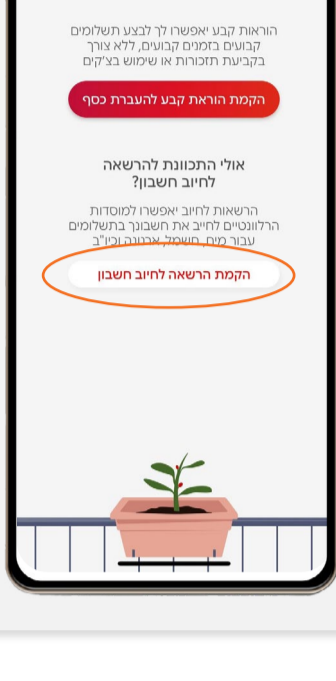 הוראות קבע יאפשרו לך לבצע תשלומים
קבועים בזמנים קבועים, ללא צורך
בקביעת תזכורות או שימוש בצ'קים
הקמת הוראת קבע להעברת כסף
אולי התכוונת להרשאה
לחיוב חשבון?
הרשאות לחיוב יאפשרו למוסדות
הרלוונטיים לחייב את חשבונך בתשלומים
עבור מים, חשמל, ארנונה וכיו"ב
הקמת הרשאה לחיוב חשבון